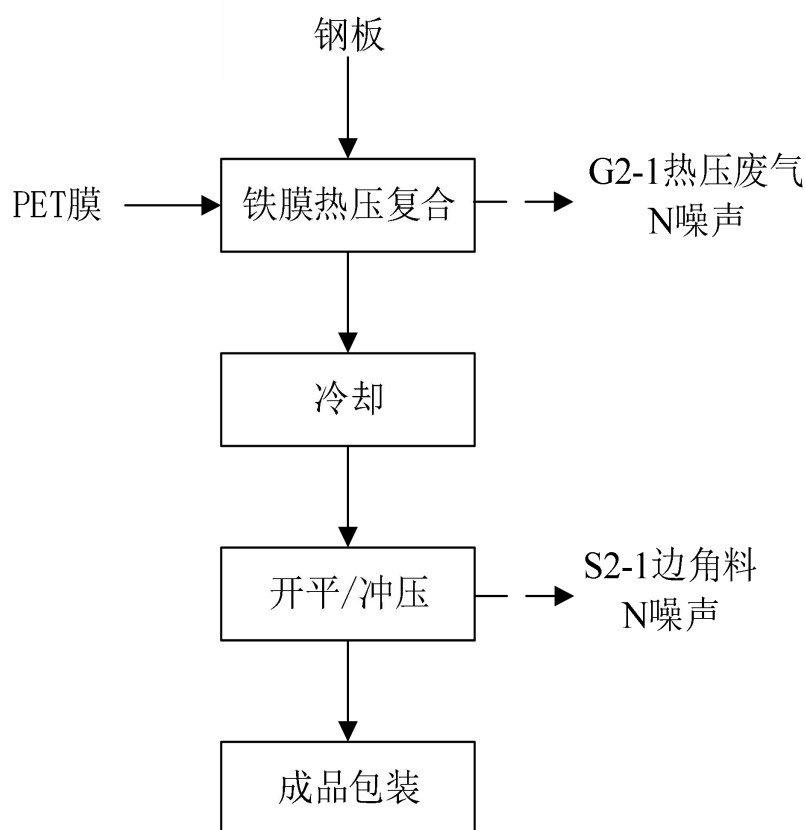 钢板
PET膜
铁膜热压复合
G2-1热压废气
N噪声
冷却
开平/冲压
S2-1边角料
N噪声
成品包装